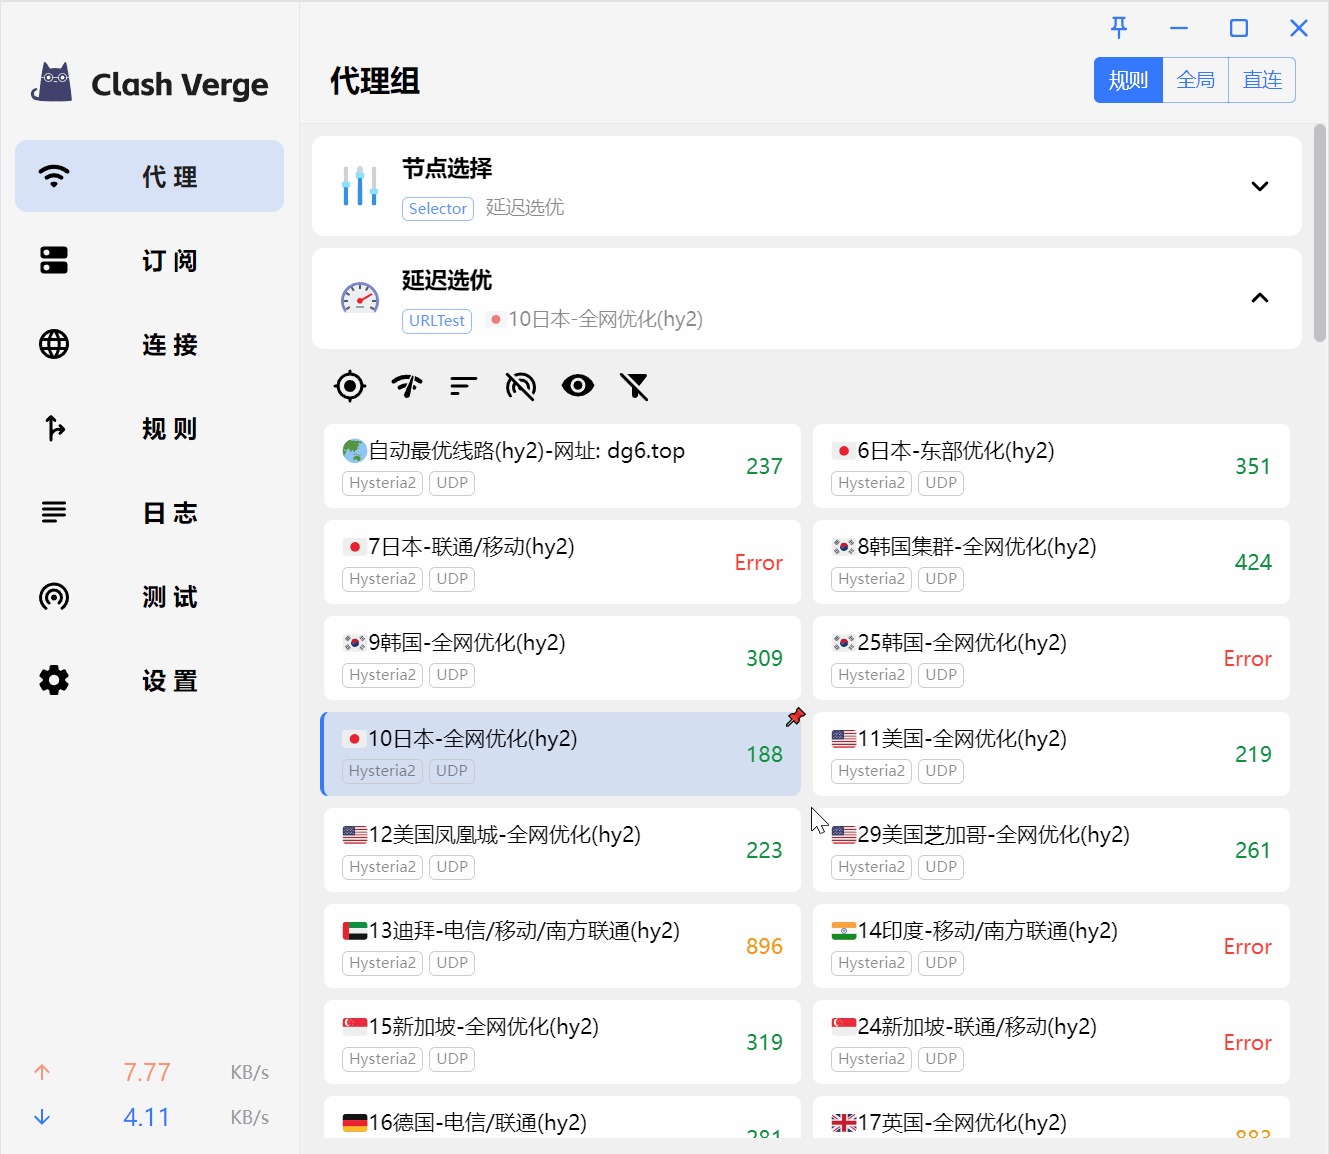 Clash Verge
代理
订阅
连接
规则
日志
测试
设置
7.77 KB/s
4.11 KB/s
代理组
规则 全局 直连
节点选择
Selector 延迟选优
延迟选优
URLTest 10日本-全网优化(hy2)
自动最优线路(hy2)-网址: dg6.top
Hysteria2 UDP
237
6日本-东部优化(hy2)
Hysteria2 UDP
351
7日本-联通/移动(hy2)
Hysteria2 UDP
Error
8韩国集群-全网优化(hy2)
Hysteria2 UDP
424
9韩国-全网优化(hy2)
Hysteria2 UDP
309
25韩国-全网优化(hy2)
Hysteria2 UDP
Error
10日本-全网优化(hy2)
Hysteria2 UDP
188
11美国-全网优化(hy2)
Hysteria2 UDP
219
12美国凤凰城-全网优化(hy2)
Hysteria2 UDP
223
29美国芝加哥-全网优化(hy2)
Hysteria2 UDP
261
13迪拜-电信/移动/南方联通(hy2)
Hysteria2 UDP
896
14印度-移动/南方联通(hy2)
Hysteria2 UDP
Error
15新加坡-全网优化(hy2)
Hysteria2 UDP
319
24新加坡-联通/移动(hy2)
Hysteria2 UDP
Error
16德国-电信/联通(hy2)
17英国-全网优化(hy2)